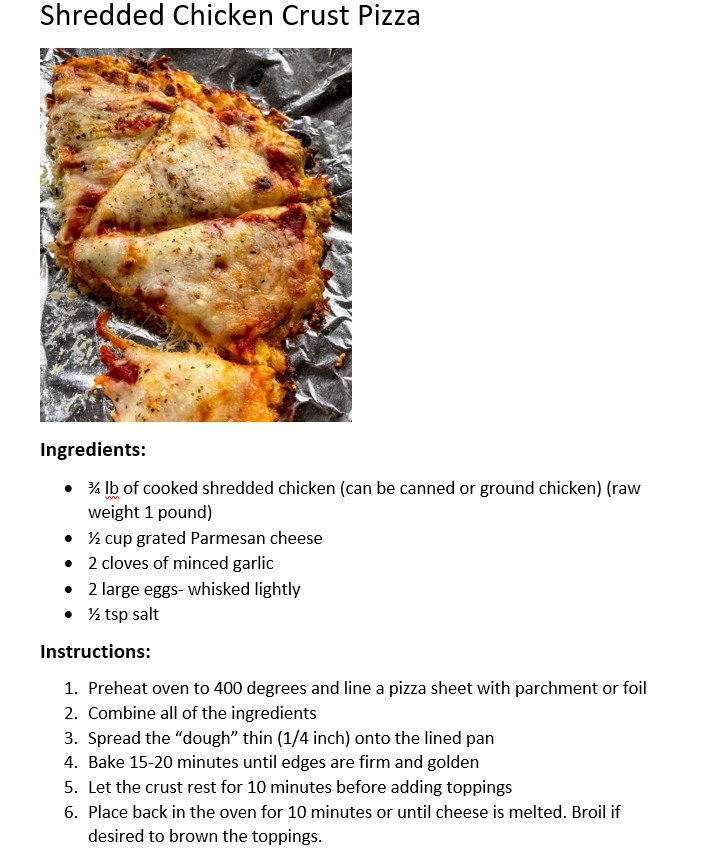 Shredded Chicken Crust Pizza
Ingredients:
• ¾ lb of cooked shredded chicken (can be canned or ground chicken) (raw
weight 1 pound)
• ½ cup grated Parmesan cheese
• 2 cloves of minced garlic
• 2 large eggs- whisked lightly
• ½ tsp salt
Instructions:
1. Preheat oven to 400 degrees and line a pizza sheet with parchment or foil
2. Combine all of the ingredients
3. Spread the “dough” thin (1/4 inch) onto the lined pan
4. Bake 15-20 minutes until edges are firm and golden
5. Let the crust rest for 10 minutes before adding toppings
6. Place back in the oven for 10 minutes or until cheese is melted. Broil if
desired to brown the toppings.